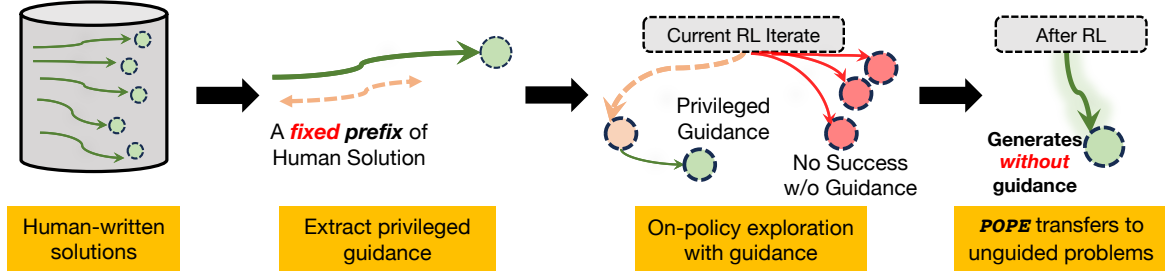 A fixed prefix of
Human Solution
Current RL Iterate
Privileged
Guidance
No Success
w/o Guidance
After RL
Generates
without
guidance
Human-written
solutions
Extract privileged
guidance
On-policy exploration
with guidance
POPE transfers to
unguided problems